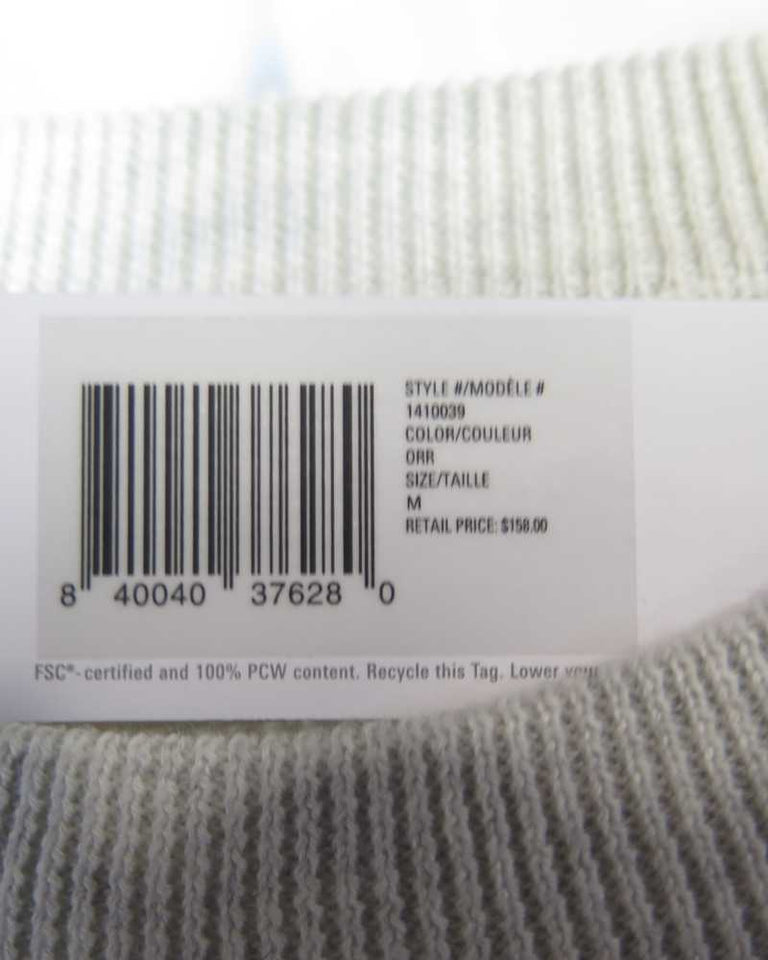 STYLE #/MODÈLE #
1410039
COLOR/COULEUR
ORR
SIZE/TAILLE
M
RETAIL PRICE: $158.00
8 40040 37628 0
FSC®-certified and 100% PCW content. Recycle this Tag. Lower